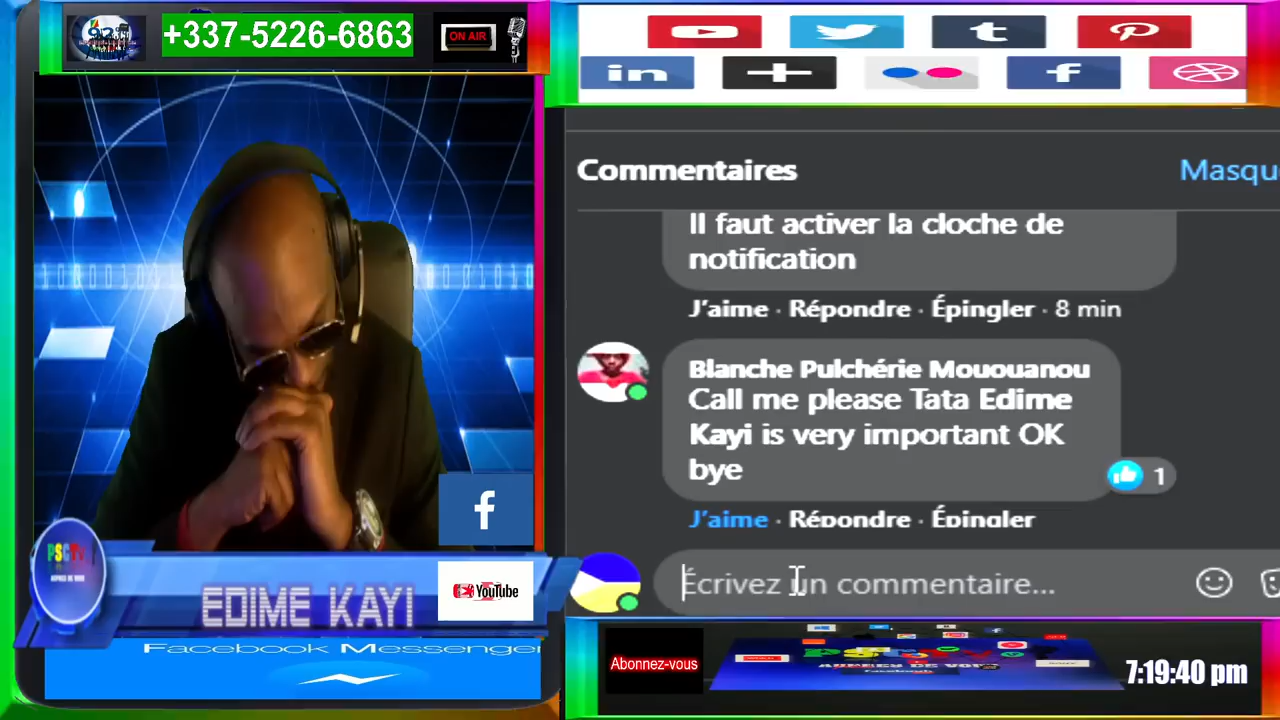 +337-5226-6863
ON AIR
Commentaires
Masqu
Il faut activer la cloche de
notification
J'aime · Répondre · Épingler · 8 min
Blanche Pulchérie Mououanou
Call me please Tata Edime
Kayi is very important OK
bye
1
J'aime · Répondre · Épingler
Écrivez un commentaire...
PSCTV
EDIME KAYI
YouTube
Facebook Messenger
Abonnez-vous
7:19:40 pm